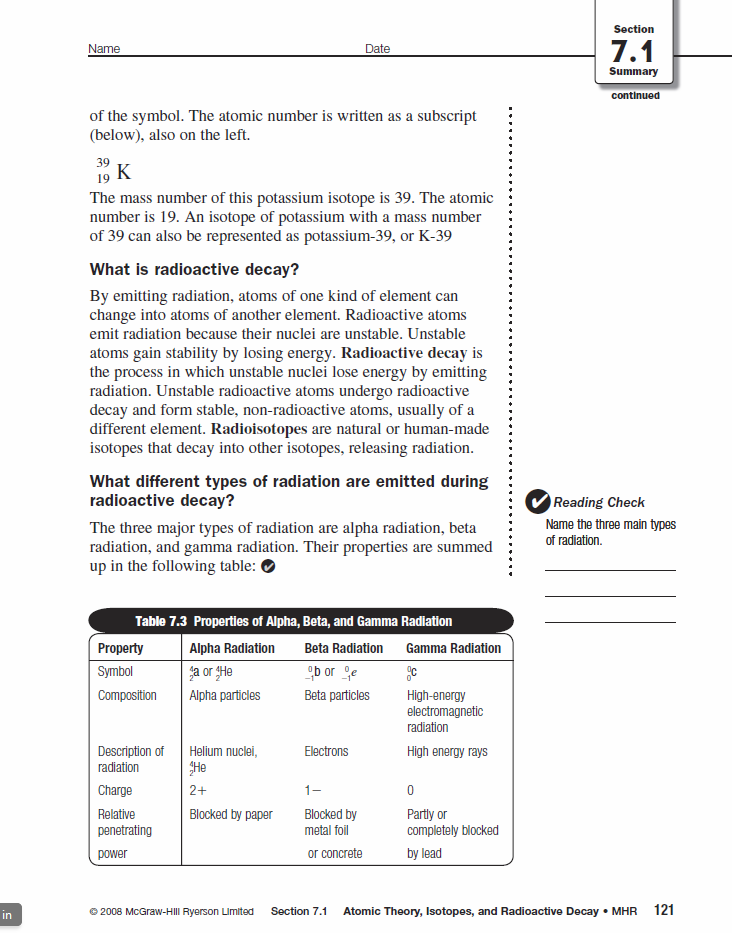 Name Date
Section
7.1
Summary
continued
of the symbol. The atomic number is written as a subscript
(below), also on the left.
³⁹₁₉ K
The mass number of this potassium isotope is 39. The atomic
number is 19. An isotope of potassium with a mass number
of 39 can also be represented as potassium-39, or K-39
What is radioactive decay?
By emitting radiation, atoms of one kind of element can
change into atoms of another element. Radioactive atoms
emit radiation because their nuclei are unstable. Unstable
atoms gain stability by losing energy. Radioactive decay is
the process in which unstable nuclei lose energy by emitting
radiation. Unstable radioactive atoms undergo radioactive
decay and form stable, non-radioactive atoms, usually of a
different element. Radioisotopes are natural or human-made
isotopes that decay into other isotopes, releasing radiation.
What different types of radiation are emitted during
radioactive decay?
The three major types of radiation are alpha radiation, beta
radiation, and gamma radiation. Their properties are summed
up in the following table: ✔
✔ Reading Check
Name the three main types
of radiation.
Table 7.3 Properties of Alpha, Beta, and Gamma Radiation
Property Alpha Radiation Beta Radiation Gamma Radiation
Symbol ⁴₂a or ⁴₂He ⁰₋₁b or ⁰₋₁e ⁰₀c
Composition Alpha particles Beta particles High-energy
electromagnetic
radiation
Description of Helium nuclei, Electrons High energy rays
radiation ⁴₂He
Charge 2+ 1− 0
Relative Blocked by paper Blocked by Partly or
penetrating metal foil completely blocked
power or concrete by lead
in
© 2008 McGraw-Hill Ryerson Limited Section 7.1 Atomic Theory, Isotopes, and Radioactive Decay • MHR 121